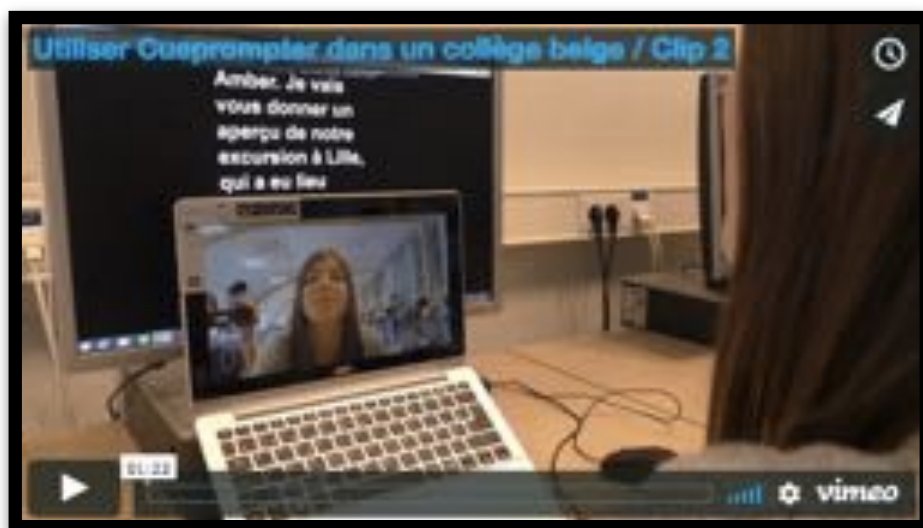 Utiliser Cueprompter dans un collège belge / Clip 2
Amber. Je vais
vous donner un
aperçu de notre
excursion à Lille,
qui a eu lieu
01:22
vimeo